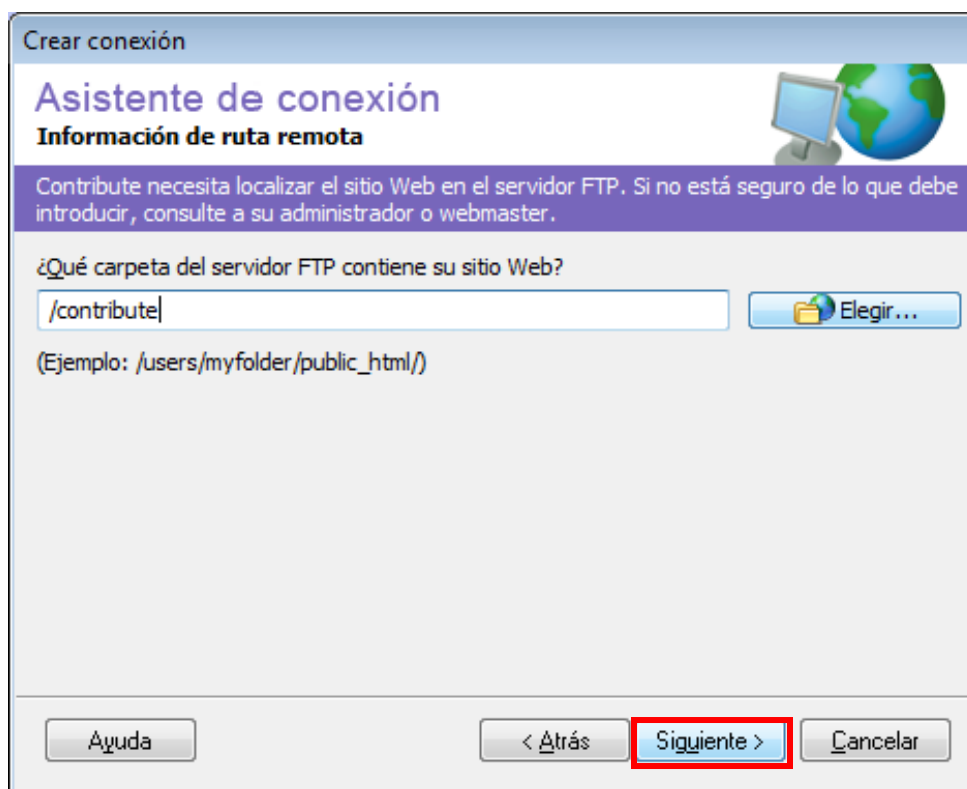 Crear conexión
Asistente de conexión
Información de ruta remota
Contribute necesita localizar el sitio Web en el servidor FTP. Si no está seguro de lo que debe
introducir, consulte a su administrador o webmaster.
¿Qué carpeta del servidor FTP contiene su sitio Web?
/contribute
Elegir...
(Ejemplo: /users/myfolder/public_html/)
Ayuda
< Atrás
Siguiente >
Cancelar